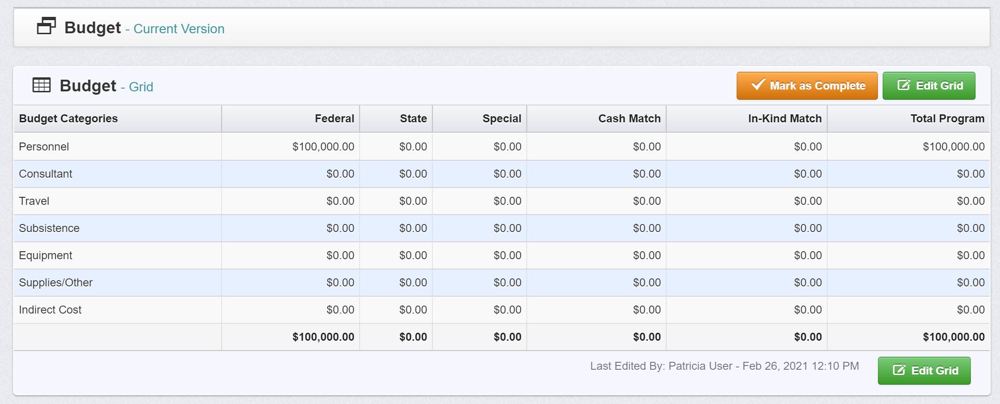 Budget - Current Version
Budget - Grid
Mark as Complete
Edit Grid
Budget Categories Federal State Special Cash Match In-Kind Match Total Program
Personnel $100,000.00 $0.00 $0.00 $0.00 $0.00 $100,000.00
Consultant $0.00 $0.00 $0.00 $0.00 $0.00 $0.00
Travel $0.00 $0.00 $0.00 $0.00 $0.00 $0.00
Subsistence $0.00 $0.00 $0.00 $0.00 $0.00 $0.00
Equipment $0.00 $0.00 $0.00 $0.00 $0.00 $0.00
Supplies/Other $0.00 $0.00 $0.00 $0.00 $0.00 $0.00
Indirect Cost $0.00 $0.00 $0.00 $0.00 $0.00 $0.00
$100,000.00 $0.00 $0.00 $0.00 $0.00 $100,000.00
Last Edited By: Patricia User - Feb 26, 2021 12:10 PM
Edit Grid